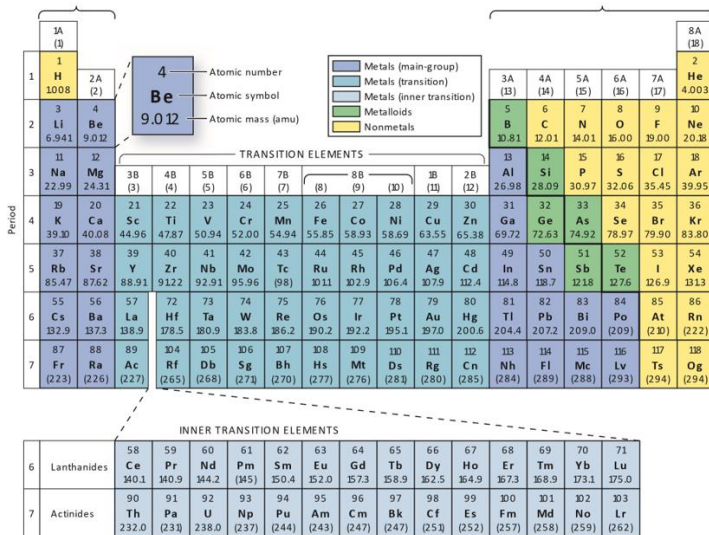 1A
(1)
8A
(18)
1
H
1.008
2A
(2)
4 Atomic number
Be Atomic symbol
9.012 Atomic mass (amu)
Metals (main-group)
Metals (transition)
Metals (inner transition)
Metalloids
Nonmetals
3A 4A 5A 6A 7A
(13) (14) (15) (16) (17)
2
He
4.003
Period
1
2
3
4
5
6
7
3 4 5 6 7 8 9 10
Li Be B C N O F Ne
6.941 9.012 10.81 12.01 14.01 16.00 19.00 20.18
TRANSITION ELEMENTS
3B 4B 5B 6B 7B 8B 1B 2B
(3) (4) (5) (6) (7) (8) (9) (10) (11) (12)
11 12 13 14 15 16 17 18
Na Mg Al Si P S Cl Ar
22.99 24.31 26.98 28.09 30.97 32.06 35.45 39.95
19 20 21 22 23 24 25 26 27 28 29 30 31 32 33 34 35 36
K Ca Sc Ti V Cr Mn Fe Co Ni Cu Zn Ga Ge As Se Br Kr
39.10 40.08 44.96 47.87 50.94 52.00 54.94 55.85 58.93 58.69 63.55 65.38 69.72 72.63 74.92 78.97 79.90 83.80
37 38 39 40 41 42 43 44 45 46 47 48 49 50 51 52 53 54
Rb Sr Y Zr Nb Mo Tc Ru Rh Pd Ag Cd In Sn Sb Te I Xe
85.47 87.62 88.91 91.22 92.91 95.96 (98) 101.1 102.9 106.4 107.9 112.4 114.8 118.7 121.8 127.6 126.9 131.3
55 56 57 72 73 74 75 76 77 78 79 80 81 82 83 84 85 86
Cs Ba La Hf Ta W Re Os Ir Pt Au Hg Tl Pb Bi Po At Rn
132.9 137.3 138.9 178.5 180.9 183.8 186.2 190.2 192.2 195.1 197.0 200.6 204.4 207.2 209.0 (209) (210) (222)
87 88 89 104 105 106 107 108 109 110 111 112 113 114 115 116 117 118
Fr Ra Ac Rf Db Sg Bh Hs Mt Ds Rg Cn Nh Fl Mc Lv Ts Og
(223) (226) (227) (265) (268) (271) (270) (277) (276) (281) (280) (285) (284) (289) (288) (293) (294) (294)
INNER TRANSITION ELEMENTS
6 Lanthanides
58 59 60 61 62 63 64 65 66 67 68 69 70 71
Ce Pr Nd Pm Sm Eu Gd Tb Dy Ho Er Tm Yb Lu
140.1 140.9 144.2 (145) 150.4 152.0 157.3 158.9 162.5 164.9 167.3 168.9 173.1 175.0
7 Actinides
90 91 92 93 94 95 96 97 98 99 100 101 102 103
Th Pa U Np Pu Am Cm Bk Cf Es Fm Md No Lr
232.0 (231) 238.0 (237) (244) (243) (247) (247) (251) (252) (257) (258) (259) (262)